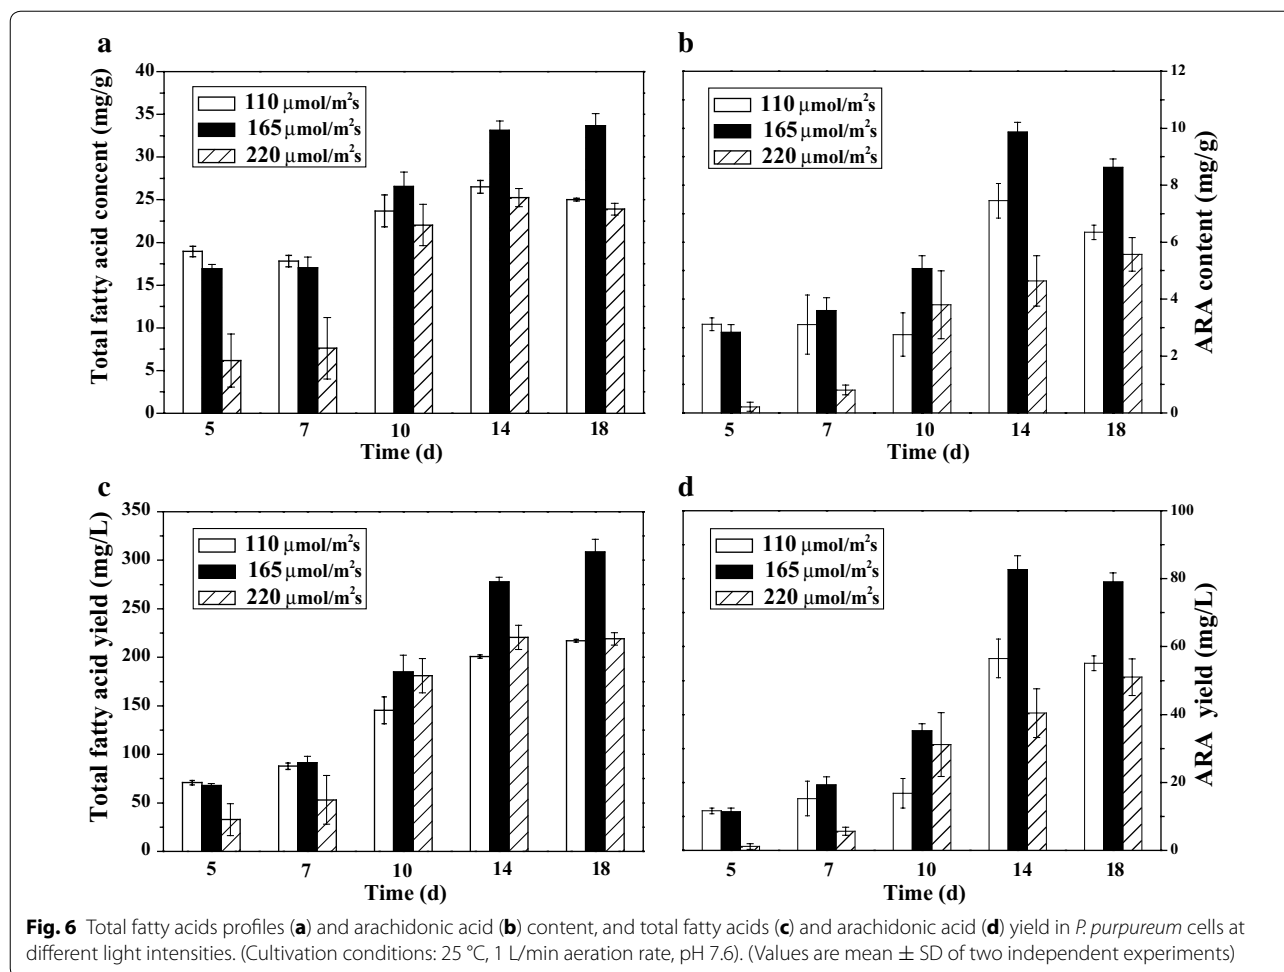 a
Total fatty acid concent (mg/g)
40
35
30
25
20
15
10
5
0
110 μmol/m²s
165 μmol/m²s
220 μmol/m²s
5 7 10 14 18
Time (d)
b
110 μmol/m²s
165 μmol/m²s
220 μmol/m²s
12
10
8
6
4
2
0
ARA content (mg/g)
5 7 10 14 18
Time (d)
c
Total fatty acid yield (mg/L)
350
300
250
200
150
100
50
0
110 μmol/m²s
165 μmol/m²s
220 μmol/m²s
5 7 10 14 18
Time (d)
d
110 μmol/m²s
165 μmol/m²s
220 μmol/m²s
100
80
60
40
20
0
ARA yield (mg/L)
5 7 10 14 18
Time (d)
Fig. 6 Total fatty acids profiles (a) and arachidonic acid (b) content, and total fatty acids (c) and arachidonic acid (d) yield in P. purpureum cells at
different light intensities. (Cultivation conditions: 25 °C, 1 L/min aeration rate, pH 7.6). (Values are mean ± SD of two independent experiments)